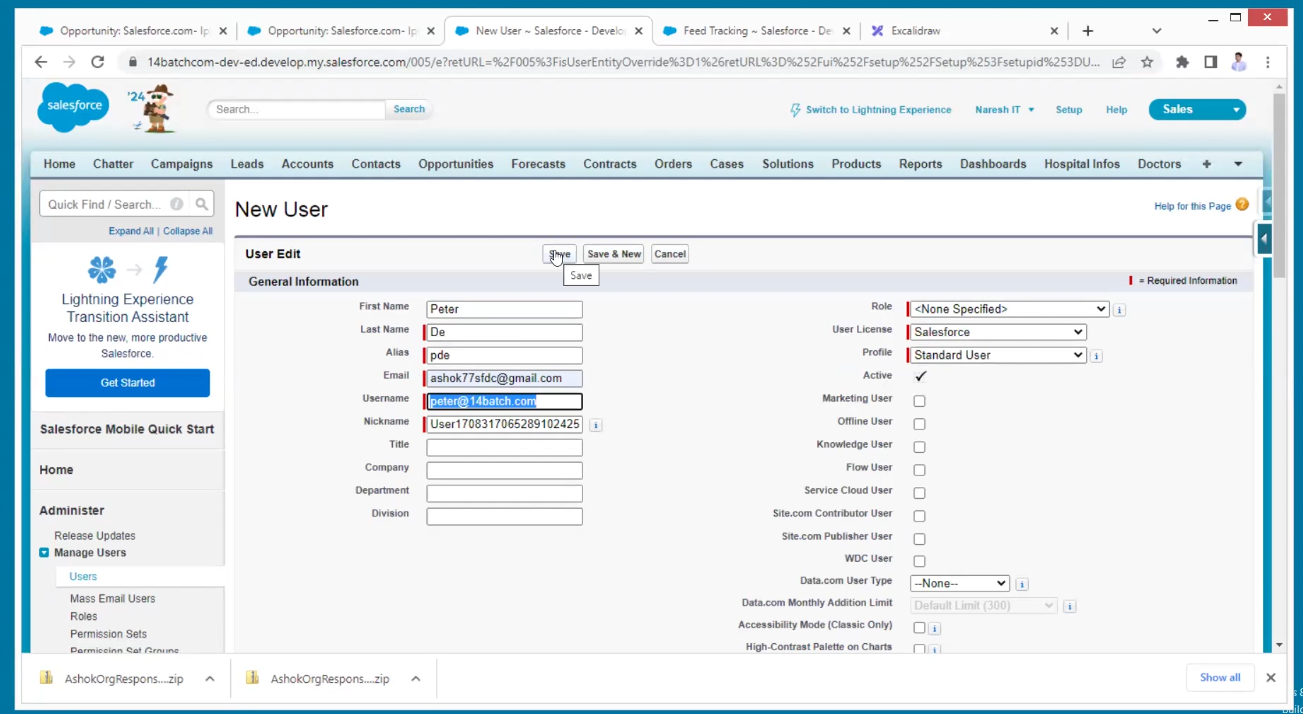 Opportunity: Salesforce.com- Ip
Opportunity: Salesforce.com- Ip
New User ~ Salesforce - Develo
Feed Tracking ~ Salesforce - De
Excalidraw
14batchcom-dev-ed.develop.my.salesforce.com/005/e?retURL=%2F005%3FisUserEntityOverride%3D1%26retURL%3D%252Fui%252Fsetup%252FSetup%253Fsetupid%253DU...
salesforce
'24
Search...
Search
Switch to Lightning Experience
Naresh IT
Setup
Help
Sales
Home Chatter Campaigns Leads Accounts Contacts Opportunities Forecasts Contracts Orders Cases Solutions Products Reports Dashboards Hospital Infos Doctors +
Quick Find / Search...
Expand All | Collapse All
Lightning Experience
Transition Assistant
Move to the new, more productive
Salesforce.
Get Started
Salesforce Mobile Quick Start
Home
Administer
Release Updates
Manage Users
Users
Mass Email Users
Roles
Permission Sets
Permission Set Groups
New User
Help for this Page
User Edit
Save
Save & New
Cancel
Save
General Information
= Required Information
First Name Peter
Last Name De
Alias pde
Email ashok77sfdc@gmail.com
Username peter@14batch.com
Nickname User1708317065289102425
Title
Company
Department
Division
Role <None Specified>
User License Salesforce
Profile Standard User
Active
Marketing User
Offline User
Knowledge User
Flow User
Service Cloud User
Site.com Contributor User
Site.com Publisher User
WDC User
Data.com User Type --None--
Data.com Monthly Addition Limit Default Limit (300)
Accessibility Mode (Classic Only)
High-Contrast Palette on Charts
AshokOrgRespons....zip
AshokOrgRespons....zip
Show all